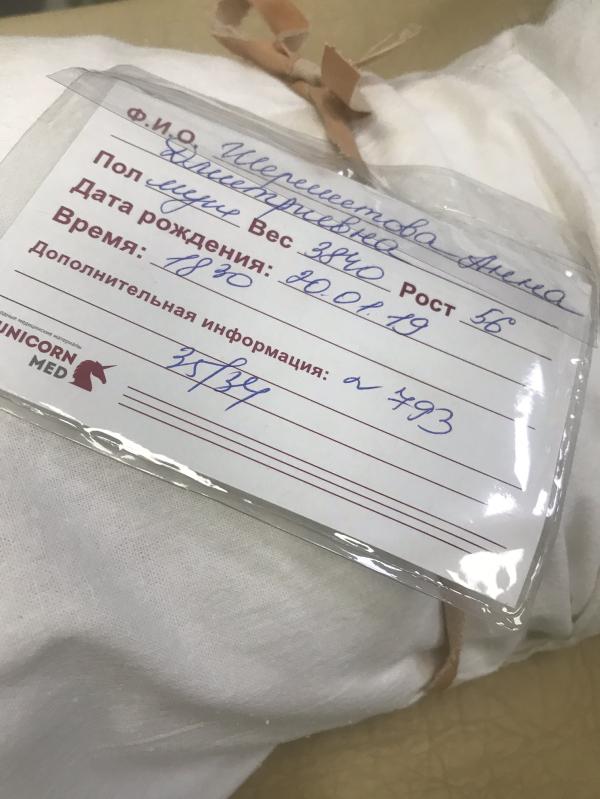 Ф.И.О. Шереметова Анна
Дмитриевна
Пол муж Вес 3840 Рост 56
Дата рождения: 20.01.19
Время: 18 30
Дополнительная информация: ~ 793
35/34
UNICORN
MED